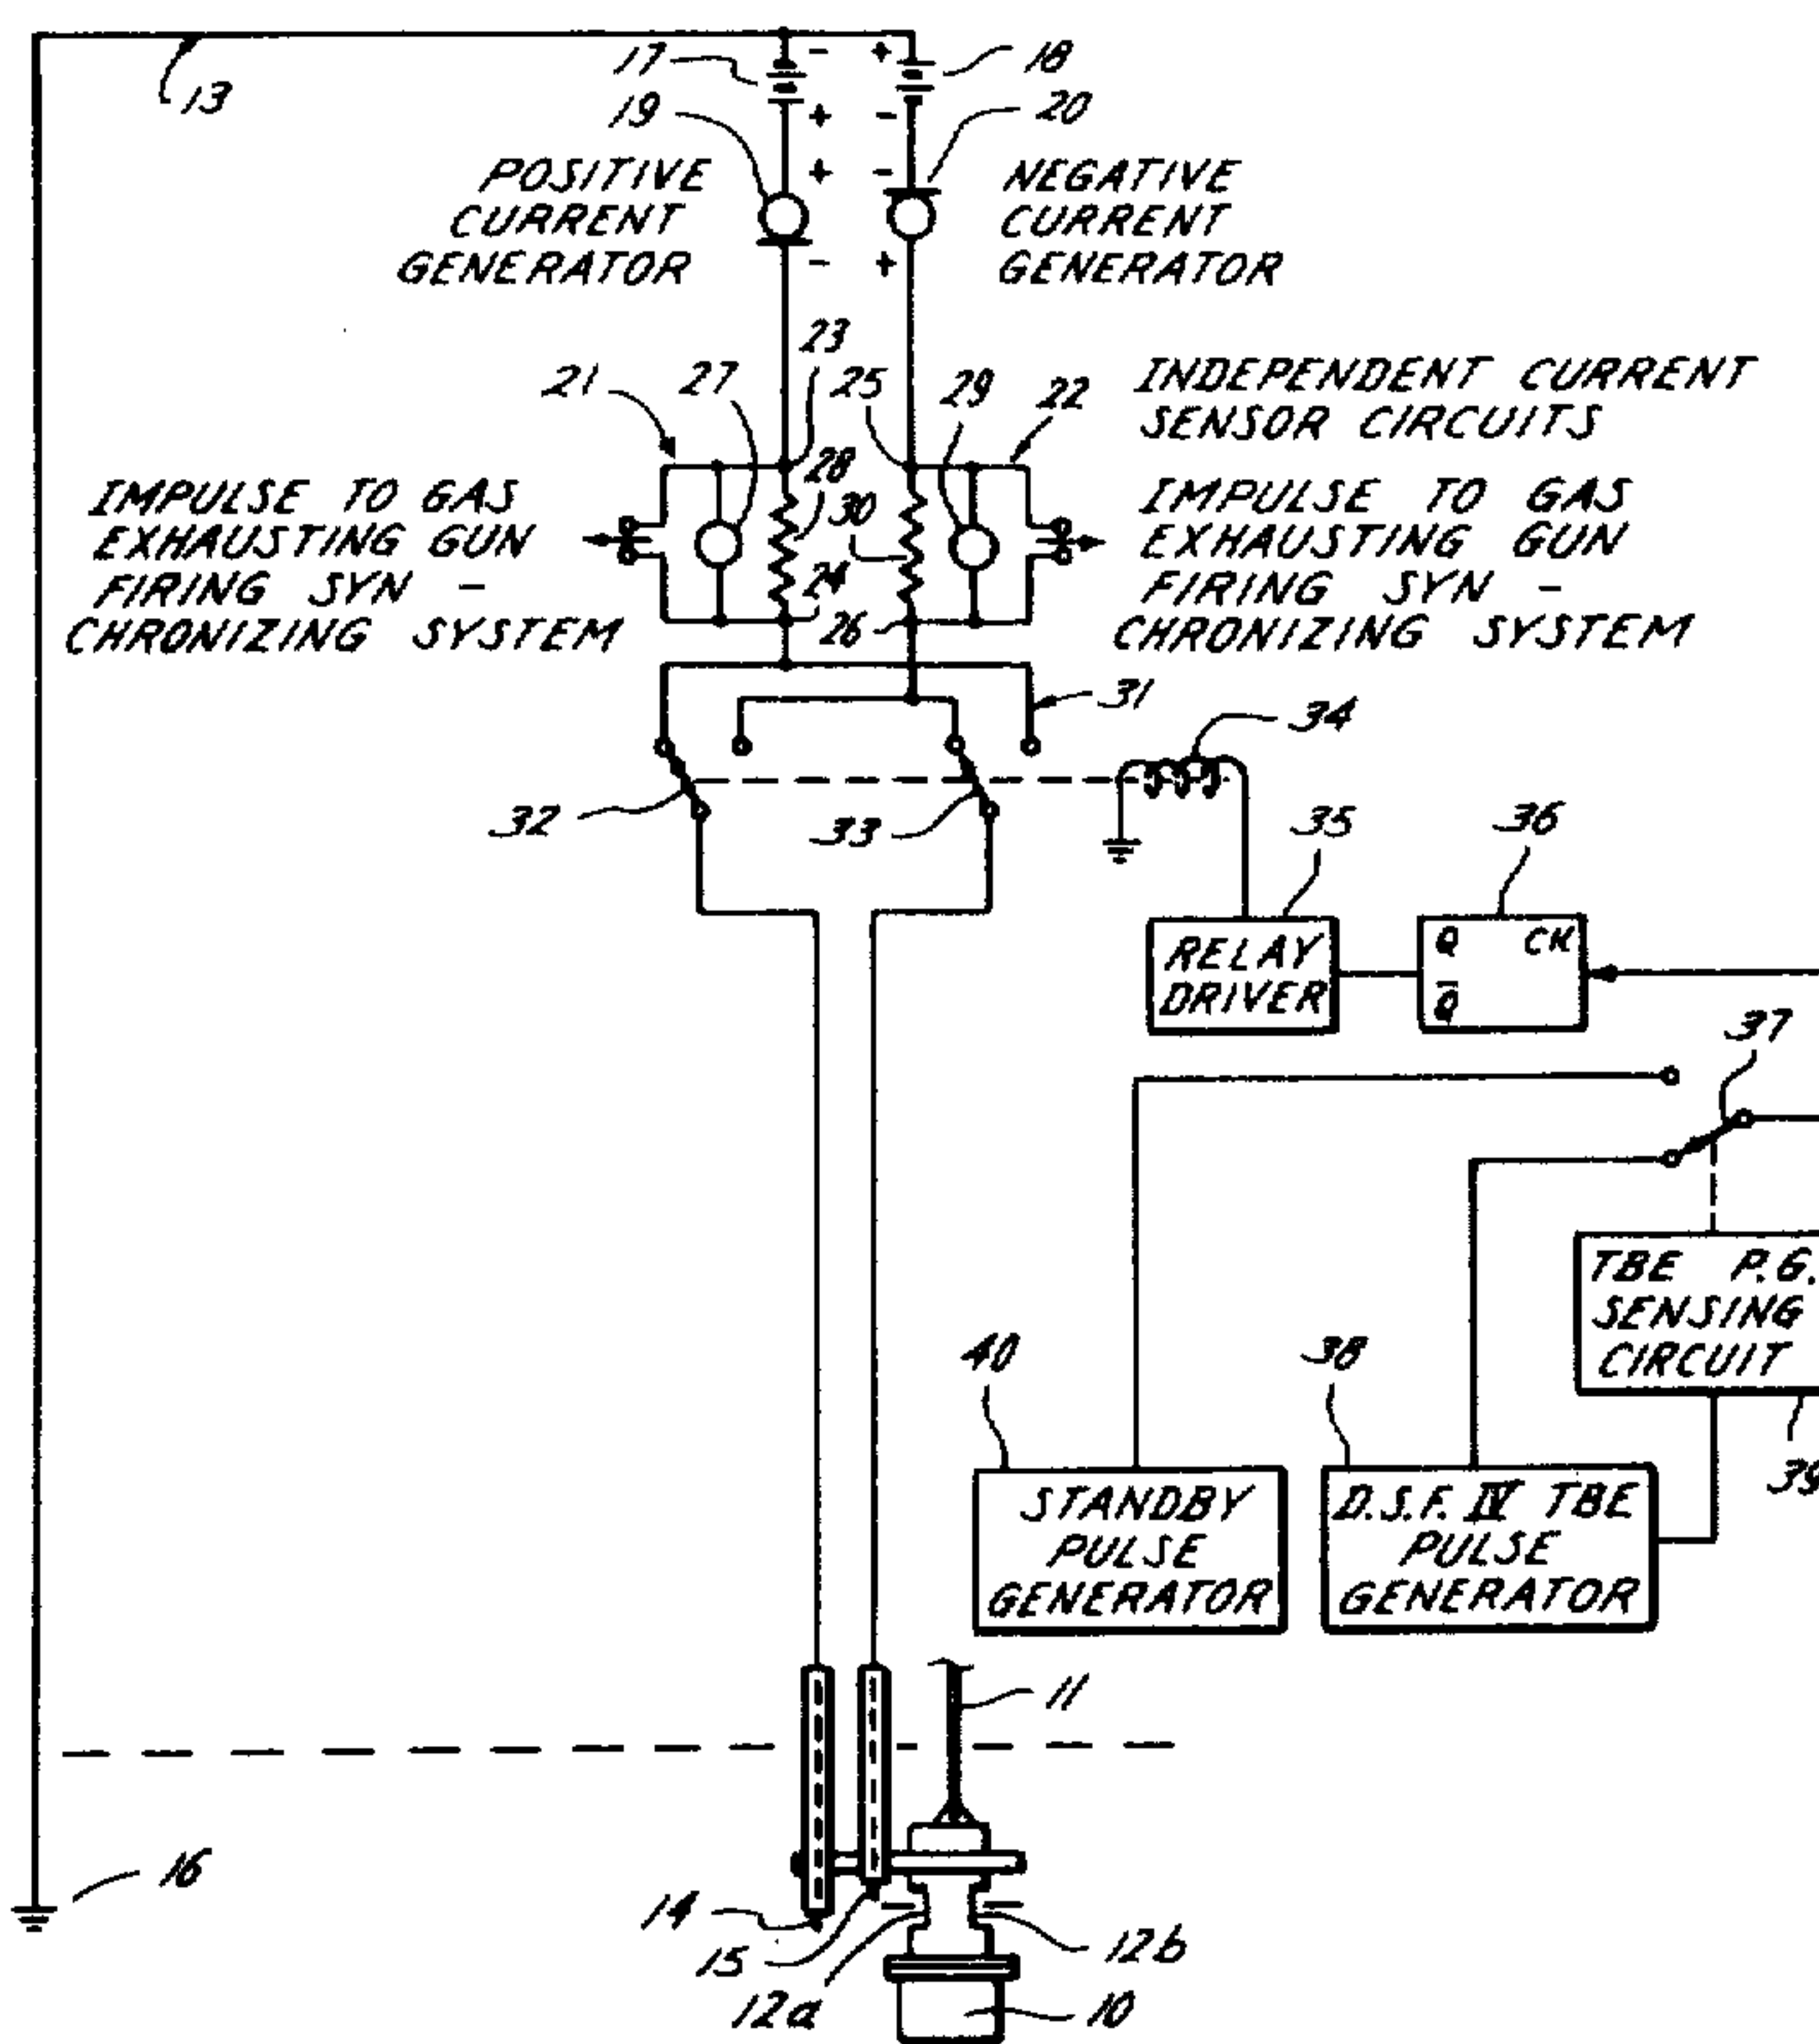 13
17
-
+
18
19
+
-
20
POSITIVE
CURRENT
GENERATOR
+
-
NEGATIVE
CURRENT
GENERATOR
-
+
23
21
27
25
29
22
INDEPENDENT CURRENT
SENSOR CIRCUITS
28
30
24
26
IMPULSE TO GAS
EXHAUSTING GUN
FIRING SYN -
CHRONIZING SYSTEM
IMPULSE TO GAS
EXHAUSTING GUN
FIRING SYN -
CHRONIZING SYSTEM
31
34
32
33
35
36
RELAY
DRIVER
Q CK
Q̅
37
TBE P.G.
SENSING
CIRCUIT
40
38
39
STANDBY
PULSE
GENERATOR
D.S.F. IV TBE
PULSE
GENERATOR
11
16
14
15
12a
12b
10